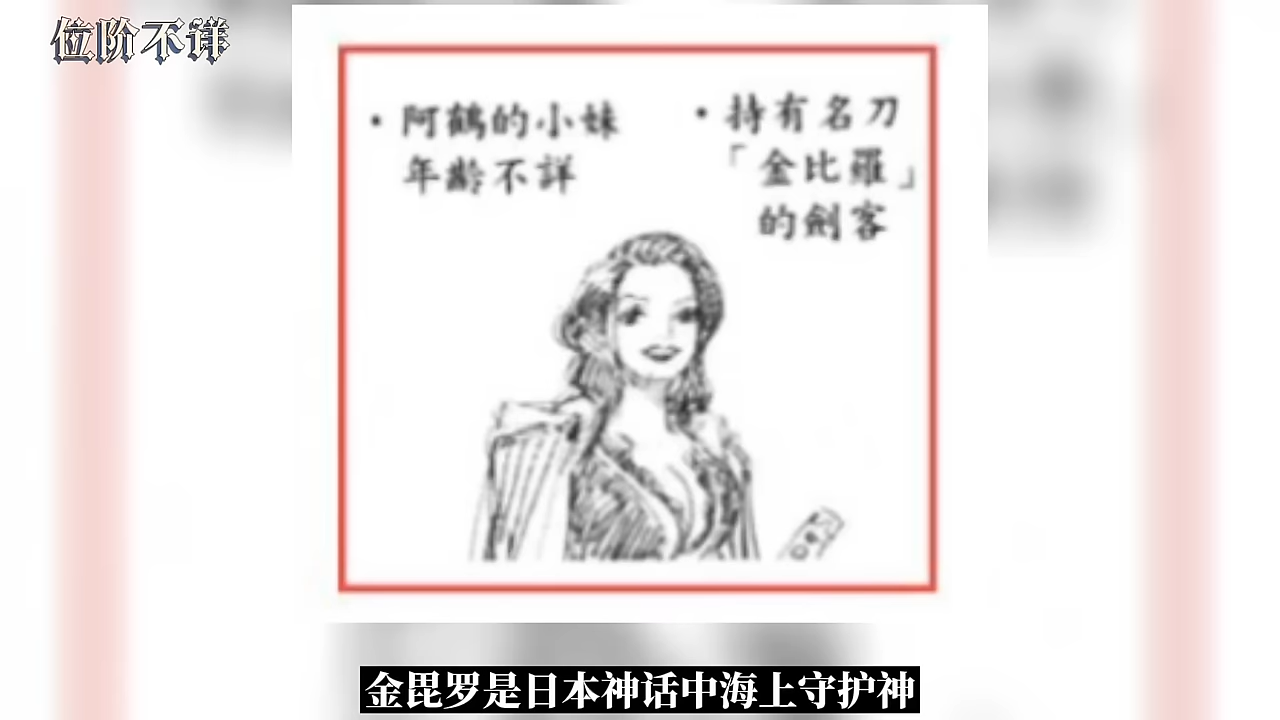 位阶不详
·阿鶴的小妹
年齡不詳
·持有名刀
「金比羅」
的劍客
金毘罗是日本神话中海上守护神